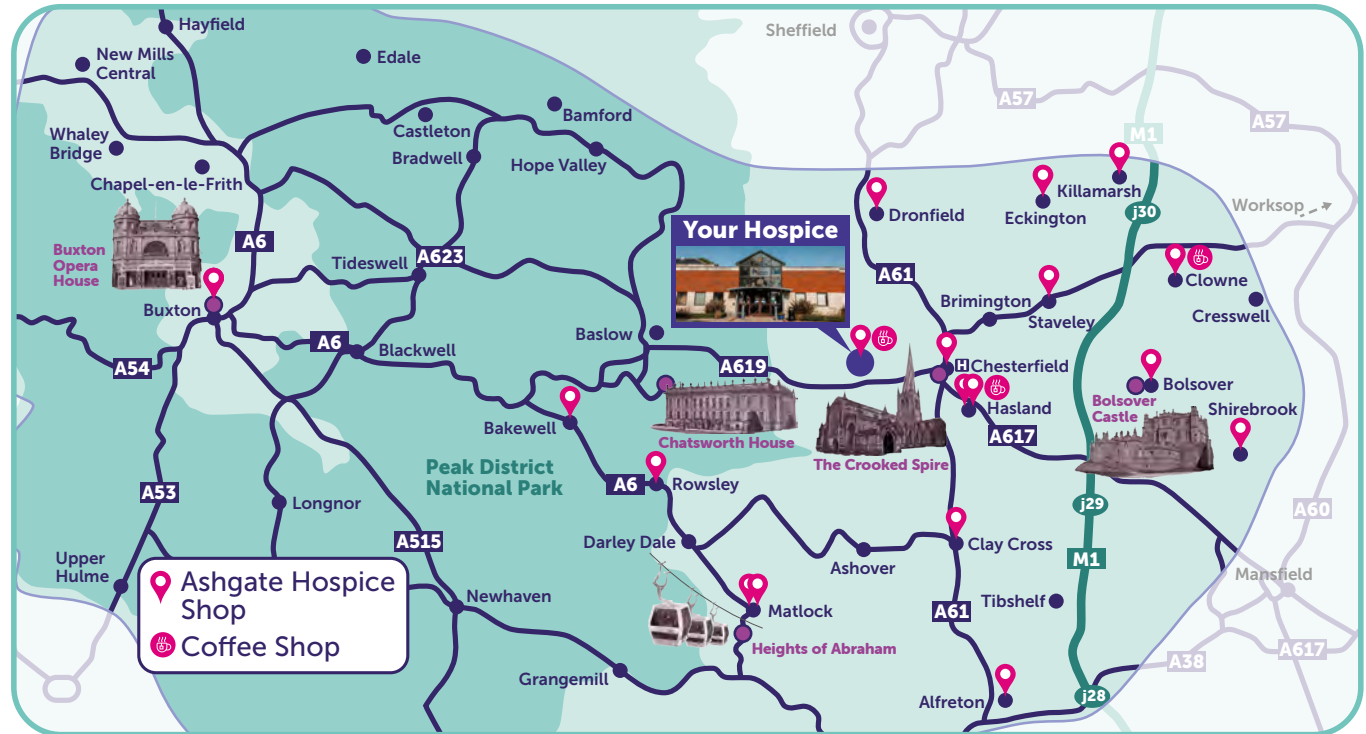 Hayfield
Sheffield
New Mills
Central
Edale
A57
Bamford
Castleton
A57
Whaley
Bridge
M1
Bradwell
Hope Valley
Chapel-en-le-Frith
Killamarsh
Eckington
Dronfield
j30
Worksop
Your Hospice
A6
Buxton
Opera
House
A623
Tideswell
A61
Clowne
Brimington
Staveley
Cresswell
Buxton
Baslow
A6
Blackwell
A54
A619
H
Chesterfield
Bolsover
Bolsover
Castle
Hasland
Shirebrook
Bakewell
Chatsworth House
A617
The Crooked Spire
Peak District
National Park
A6
Rowsley
A53
Longnor
j29
A60
A515
Darley Dale
Clay Cross
Ashover
M1
Upper
Hulme
Mansfield
Ashgate Hospice
Shop
Coffee Shop
Newhaven
Matlock
A61
Tibshelf
Heights of Abraham
A38
A617
Grangemill
Alfreton
j28